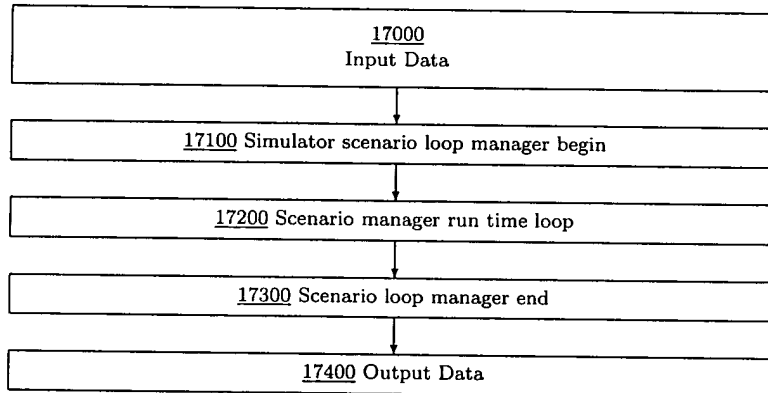 17000
Input Data
17100 Simulator scenario loop manager begin
17200 Scenario manager run time loop
17300 Scenario loop manager end
17400 Output Data